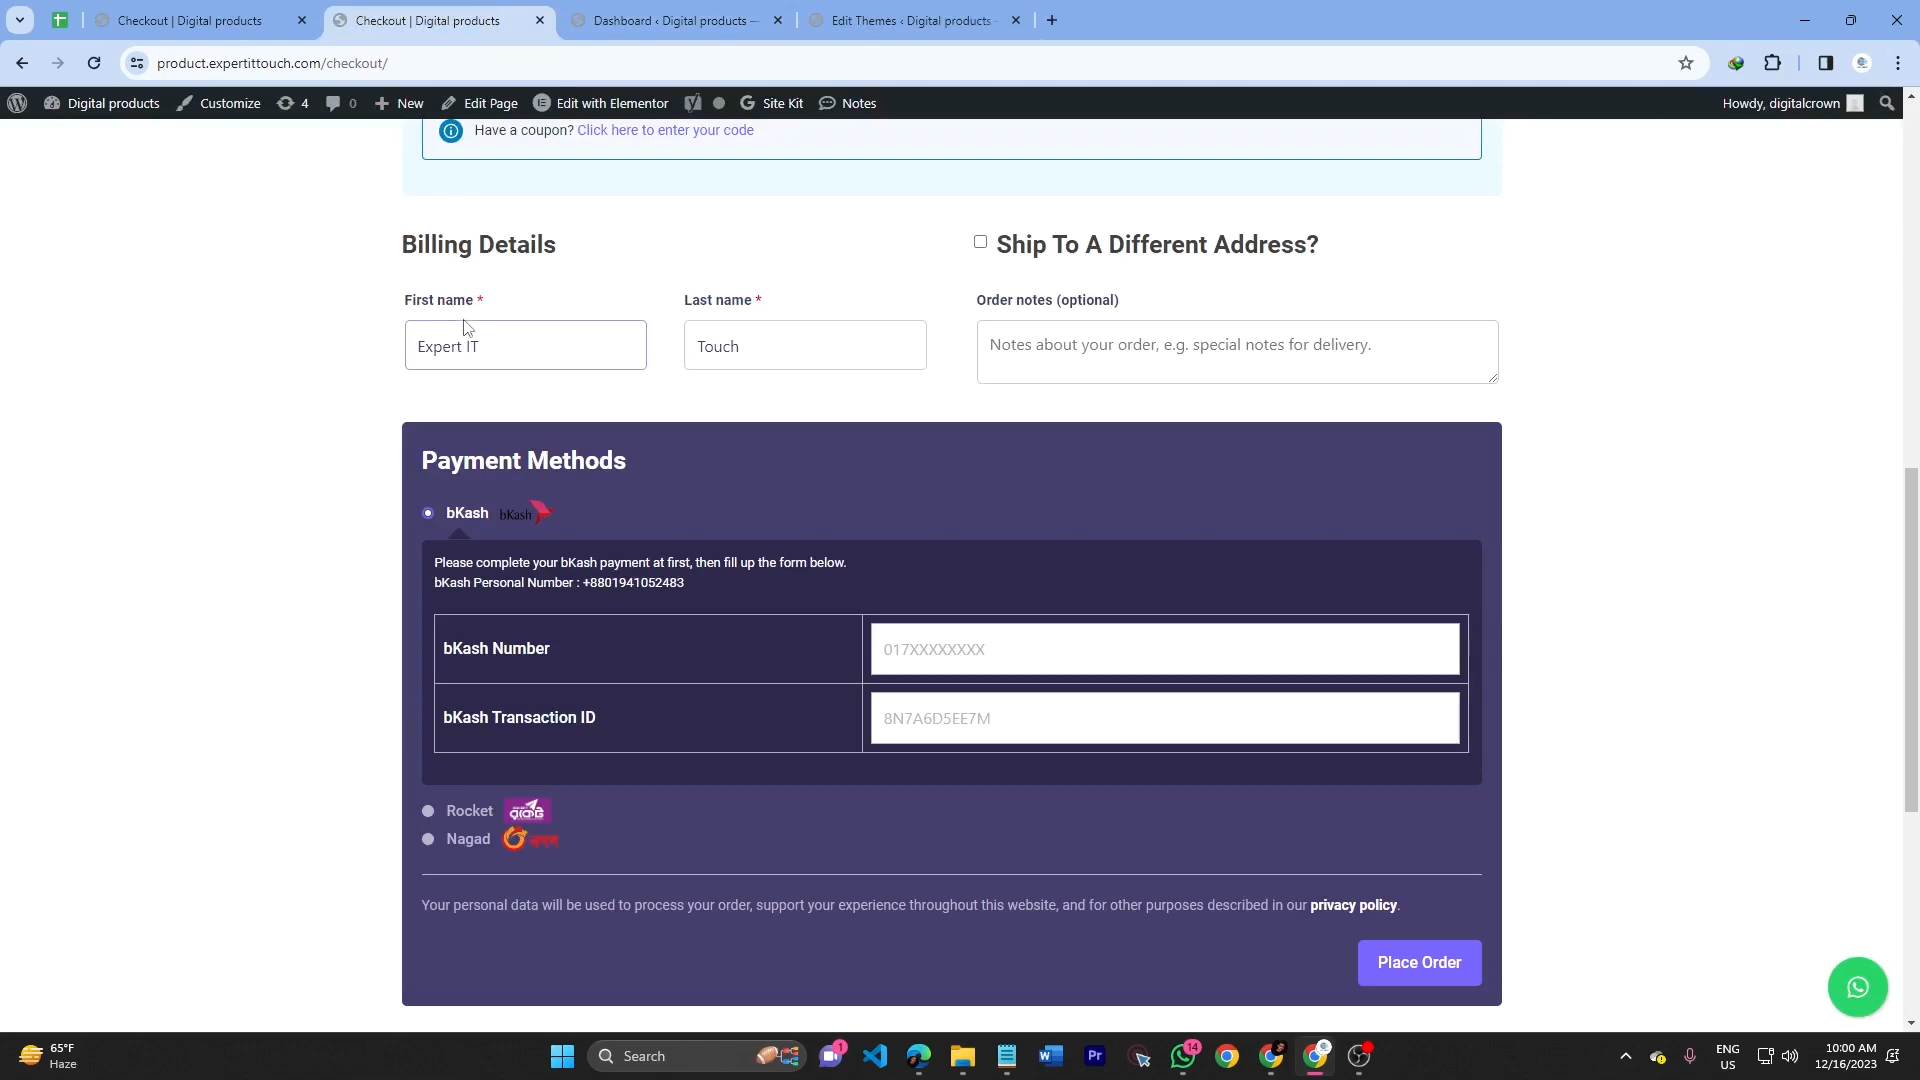 Checkout | Digital products
Checkout | Digital products
Dashboard ‹ Digital products —
Edit Themes ‹ Digital products -
product.expertittouch.com/checkout/
Digital products
Customize
4
0
New
Edit Page
Edit with Elementor
Site Kit
Notes
Howdy, digitalcrown
Have a coupon? Click here to enter your code
Billing Details
Ship To A Different Address?
First name *
Last name *
Order notes (optional)
Expert IT
Touch
Notes about your order, e.g. special notes for delivery.
Payment Methods
bKash bKash
Please complete your bKash payment at first, then fill up the form below.
bKash Personal Number : +8801941052483
bKash Number
017XXXXXXXX
bKash Transaction ID
8N7A6D5EE7M
Rocket রকেট
Nagad নগদ
Your personal data will be used to process your order, support your experience throughout this website, and for other purposes described in our privacy policy.
Place Order
65°F
Haze
Search
1
Pr
14
ENG
US
10:00 AM
12/16/2023